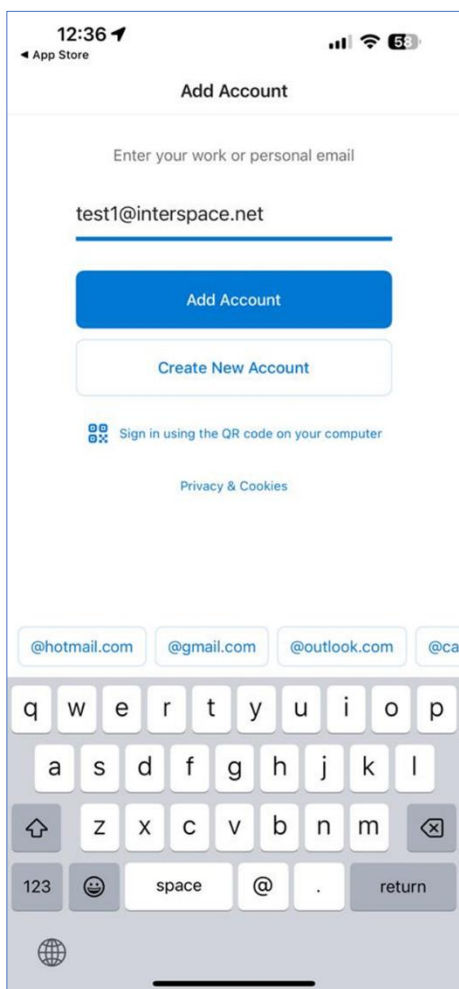 12:36
58
◀ App Store
Add Account
Enter your work or personal email
test1@interspace.net
Add Account
Create New Account
Sign in using the QR code on your computer
Privacy & Cookies
@hotmail.com @gmail.com @outlook.com @ca
q w e r t y u i o p
a s d f g h j k l
z x c v b n m
123 space @ . return